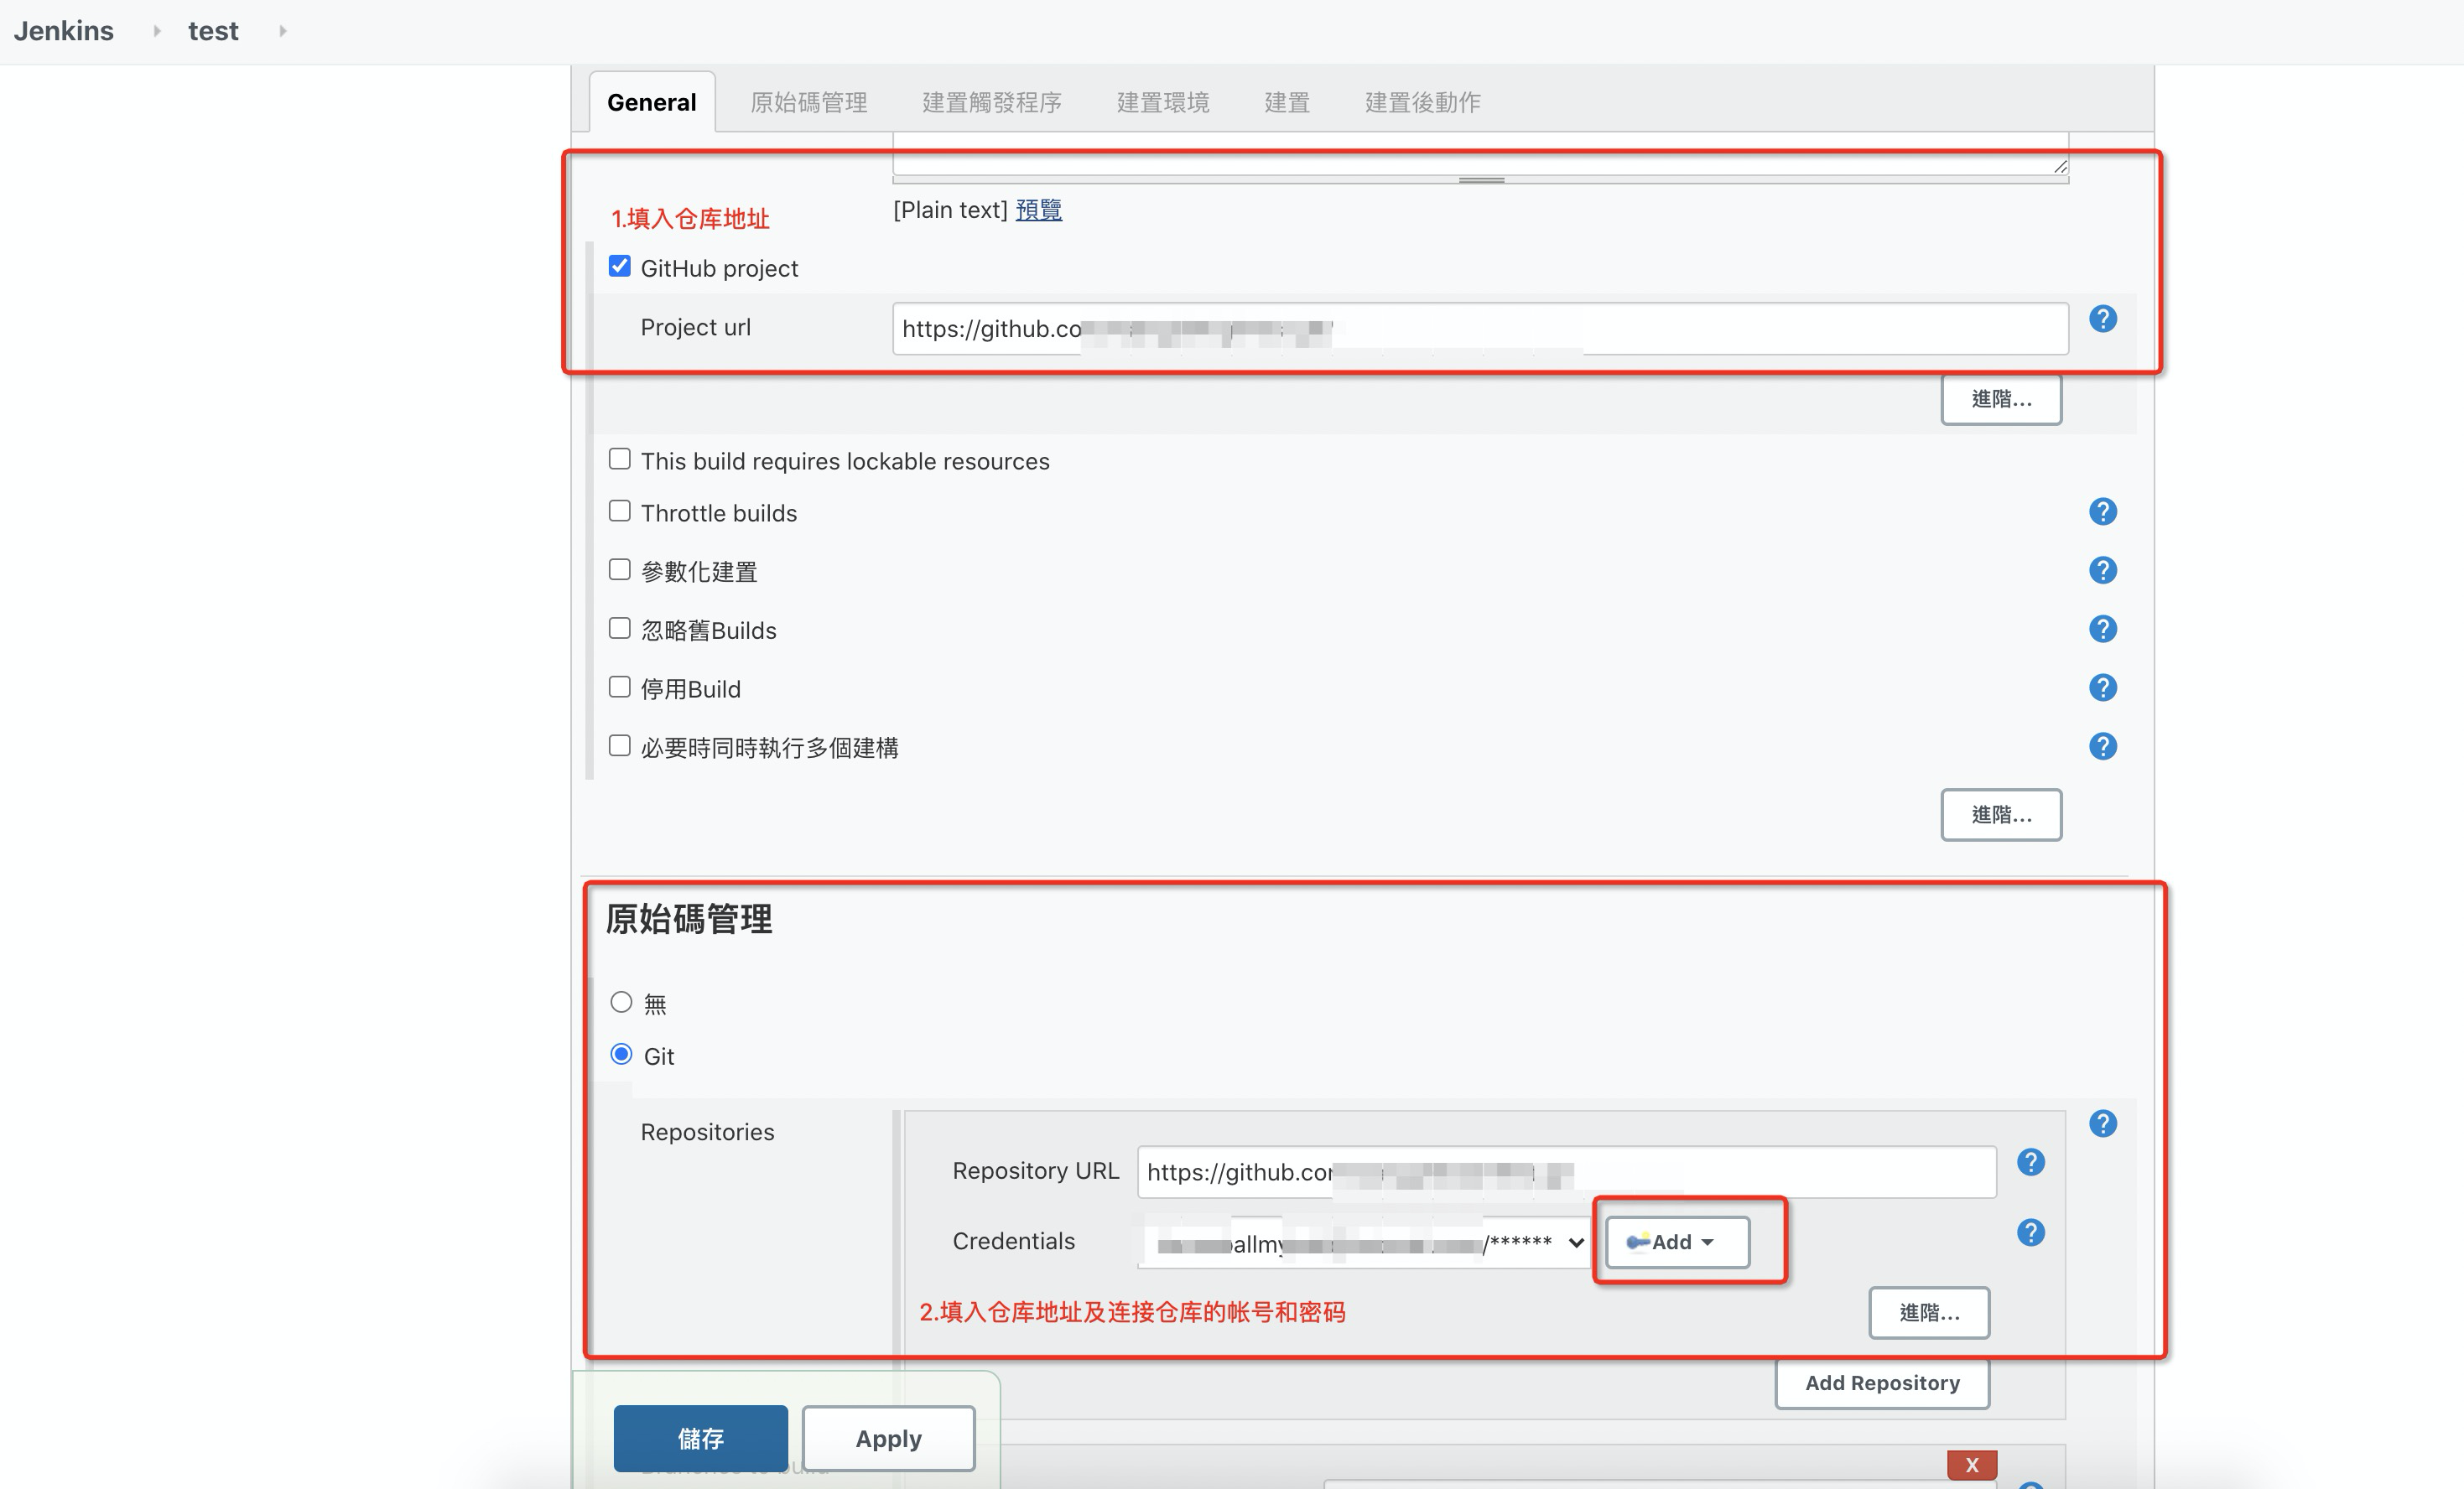 Jenkins test
General 原始碼管理 建置觸發程序 建置環境 建置 建置後動作
[Plain text] 預覽
1.填入仓库地址
GitHub project
Project url https://github.co
進階...
This build requires lockable resources
Throttle builds
參數化建置
忽略舊Builds
停用Build
必要時同時執行多個建構
進階...
原始碼管理
無
Git
Repositories
Repository URL https://github.co
Credentials allmy /****** Add
2.填入仓库地址及连接仓库的帐号和密码
進階...
Add Repository
儲存 Apply
X